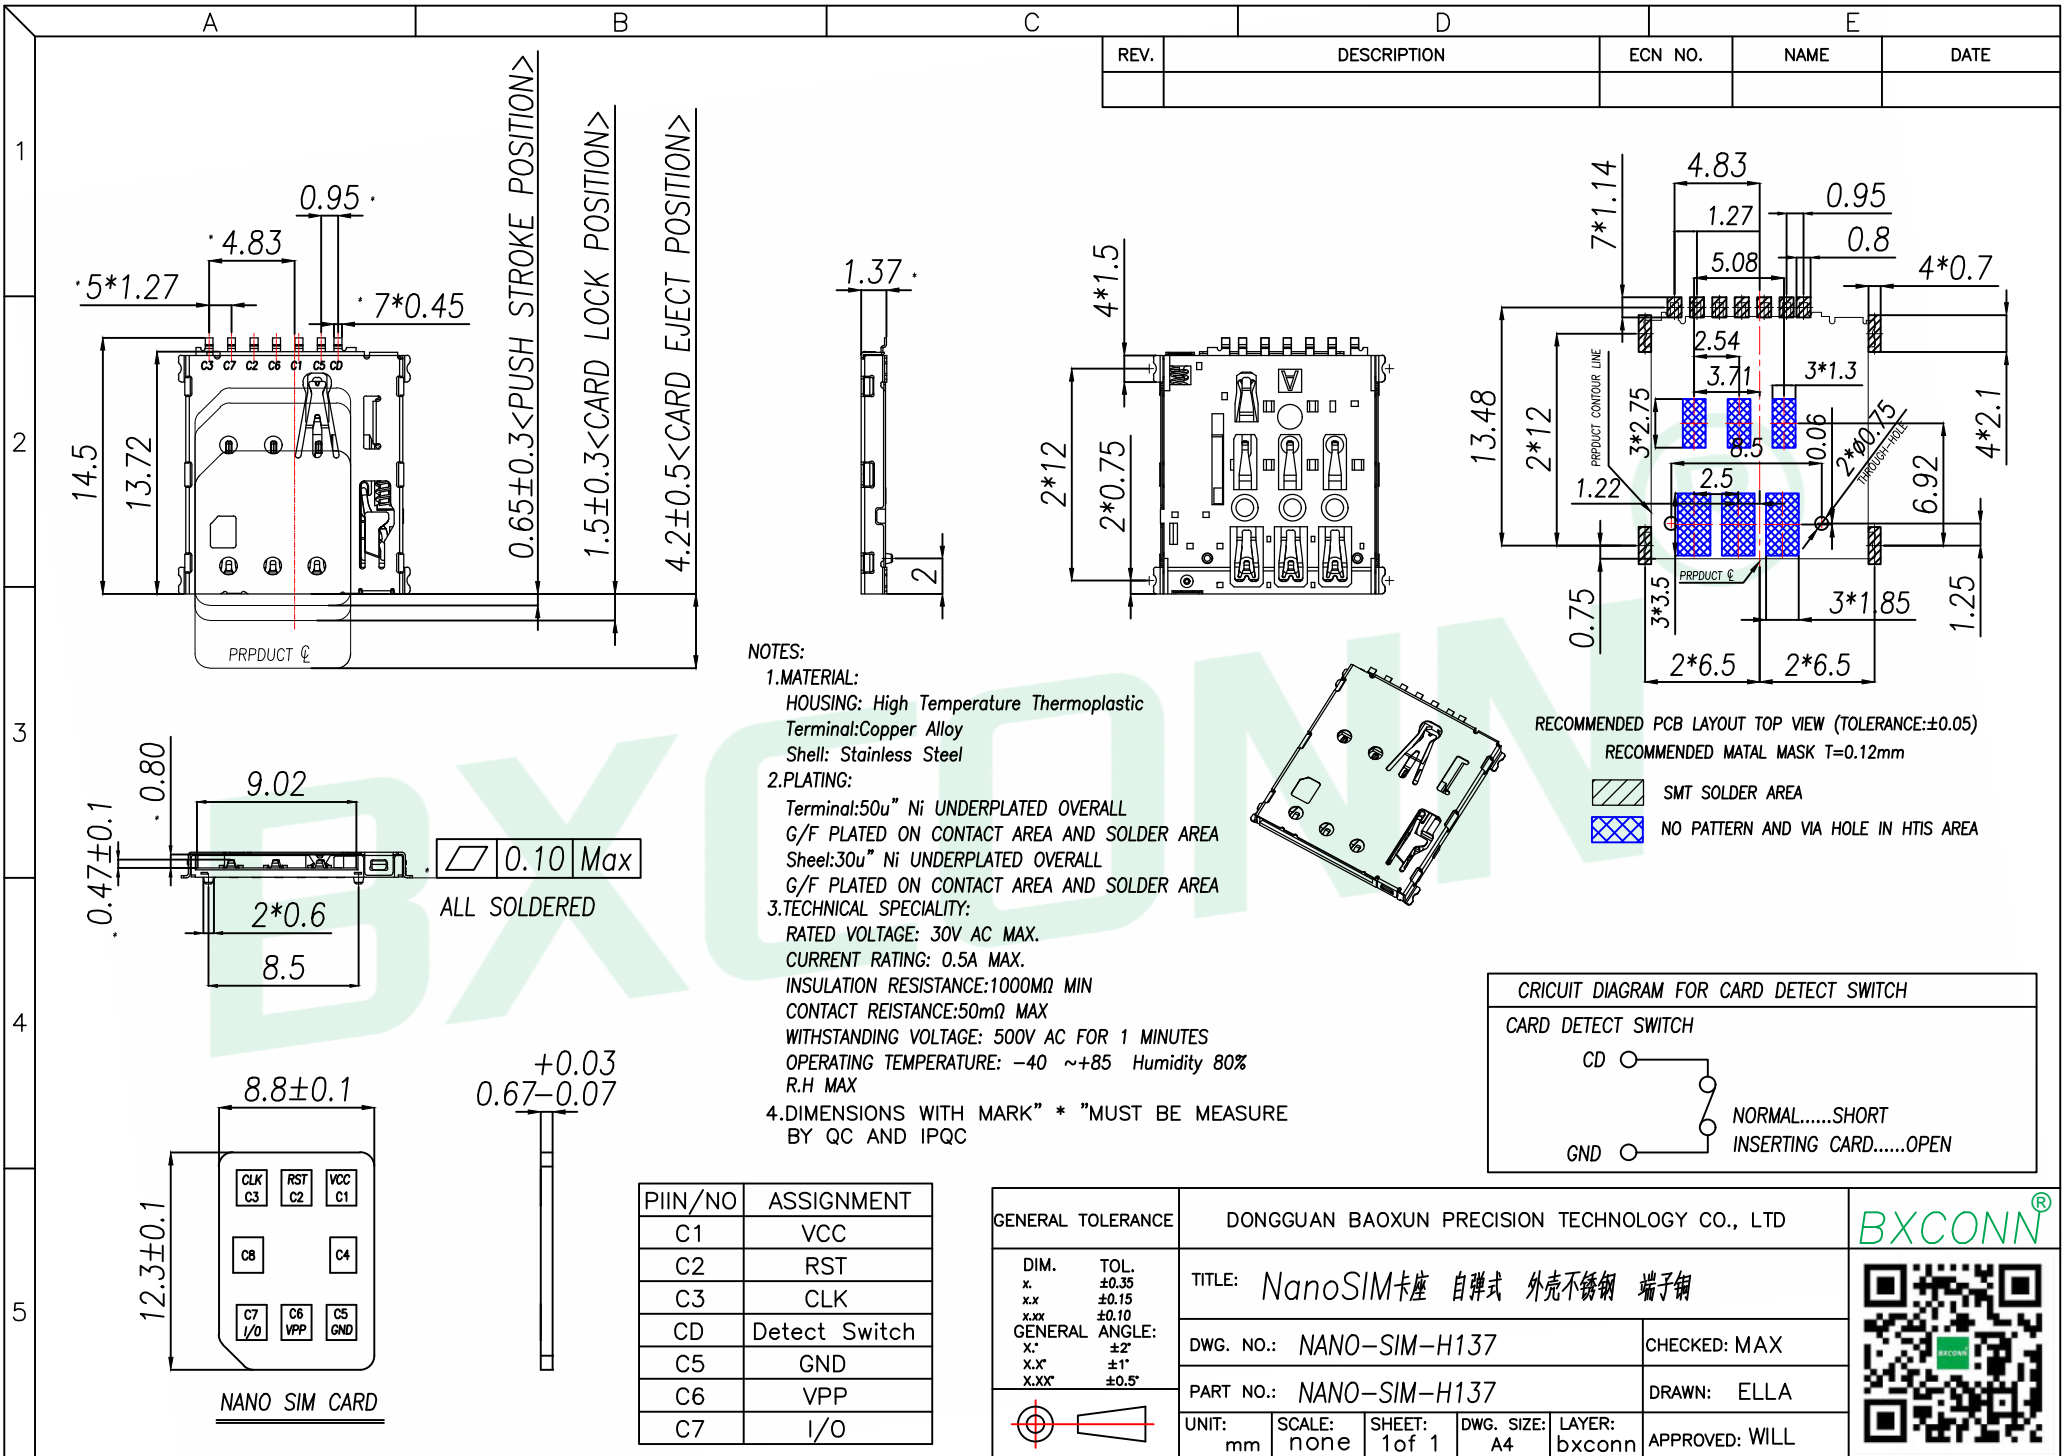 A
B
C
D
E
1
2
3
4
5
REV.
DESCRIPTION
ECN NO.
NAME
DATE
0.95 *
* 4.83
* 5*1.27
* 7*0.45
C3 C7 C2 C6 C1 C5 CD
14.5
13.72
0.65±0.3<PUSH STROKE POSITION>
1.5±0.3<CARD LOCK POSITION>
4.2±0.5<CARD EJECT POSITION>
PRPDUCT ℄
1.37 *
2
4*1.5
2*12
2*0.75
7*1.14
4.83
1.27
5.08
0.95
0.8
4*0.7
2.54
3.71
3*1.3
13.48
2*12
PRPDUCT CONTOUR LINE
3*2.75
8.5
0.06
2*ø0.75
THROUGH-HOLE
4*2.1
6.92
1.22
2.5
PRPDUCT ℄
0.75
3*3.5
3*1.85
1.25
2*6.5
2*6.5
RECOMMENDED PCB LAYOUT TOP VIEW (TOLERANCE:±0.05)
RECOMMENDED MATAL MASK T=0.12mm
SMT SOLDER AREA
NO PATTERN AND VIA HOLE IN HTIS AREA
BXCONN
®
NOTES:
1.MATERIAL:
HOUSING: High Temperature Thermoplastic
Terminal:Copper Alloy
Shell: Stainless Steel
2.PLATING:
Terminal:50u" Ni UNDERPLATED OVERALL
G/F PLATED ON CONTACT AREA AND SOLDER AREA
Sheel:30u" Ni UNDERPLATED OVERALL
G/F PLATED ON CONTACT AREA AND SOLDER AREA
3.TECHNICAL SPECIALITY:
RATED VOLTAGE: 30V AC MAX.
CURRENT RATING: 0.5A MAX.
INSULATION RESISTANCE:1000MΩ MIN
CONTACT REISTANCE:50mΩ MAX
WITHSTANDING VOLTAGE: 500V AC FOR 1 MINUTES
OPERATING TEMPERATURE: -40 ~+85 Humidity 80%
R.H MAX
4.DIMENSIONS WITH MARK" * "MUST BE MEASURE
BY QC AND IPQC
* 0.80
0.47±0.1
*
9.02
2*0.6
8.5
* ▱ 0.10 Max
ALL SOLDERED
8.8±0.1
12.3±0.1
CLK C3
RST C2
VCC C1
C8
C4
C7 I/O
C6 VPP
C5 GND
NANO SIM CARD
+0.03
0.67-0.07
PIIN/NO ASSIGNMENT
C1 VCC
C2 RST
C3 CLK
CD Detect Switch
C5 GND
C6 VPP
C7 I/O
CRICUIT DIAGRAM FOR CARD DETECT SWITCH
CARD DETECT SWITCH
CD
NORMAL......SHORT
INSERTING CARD......OPEN
GND
GENERAL TOLERANCE
DIM. TOL.
x. ±0.35
x.x ±0.15
x.xx ±0.10
GENERAL ANGLE:
X.° ±2°
X.X° ±1°
X.XX° ±0.5°
DONGGUAN BAOXUN PRECISION TECHNOLOGY CO., LTD
TITLE: NanoSIM卡座 自弹式 外壳不锈钢 端子铜
DWG. NO.: NANO-SIM-H137
CHECKED: MAX
PART NO.: NANO-SIM-H137
DRAWN: ELLA
UNIT: mm
SCALE: none
SHEET: 1of 1
DWG. SIZE: A4
LAYER: bxconn
APPROVED: WILL
BXCONN®
BXCONN